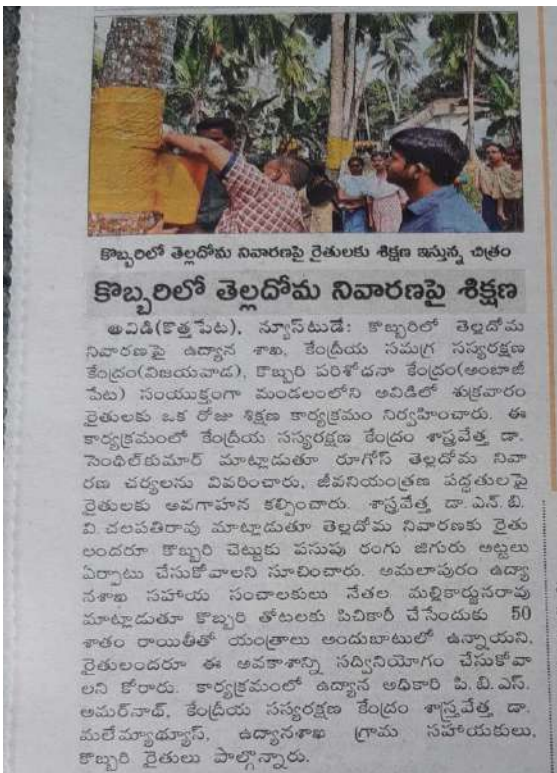 కొబ్బరిలో తెల్లదోమ నివారణపై రైతులకు శిక్షణ ఇస్తున్న చిత్రం
కొబ్బరిలో తెల్లదోమ నివారణపై శిక్షణ
అవిడి(కొత్తపేట), న్యూస్‌టుడే: కొబ్బరిలో తెల్లదోమ
నివారణపై ఉద్యాన శాఖ, కేంద్రీయ సమగ్ర సస్యరక్షణ
కేంద్రం(విజయవాడ), కొబ్బరి పరిశోధనా కేంద్రం(అంబాజీ
పేట) సంయుక్తంగా మండలంలోని అవిడిలో శుక్రవారం
రైతులకు ఒక రోజు శిక్షణ కార్యక్రమం నిర్వహించారు. ఈ
కార్యక్రమంలో కేంద్రీయ సస్యరక్షణ కేంద్రం శాస్త్రవేత్త డా.
సెంథిల్‌కుమార్ మాట్లాడుతూ రూగోస్ తెల్లదోమ నివా
రణ చర్యలను వివరించారు, జీవనియంత్రణ పద్ధతులపై
రైతులకు అవగాహన కల్పించారు. శాస్త్రవేత్త డా.ఎన్.బి.
వి.చలపతిరావు మాట్లాడుతూ తెల్లదోమ నివారణకు రైతు
లందరూ కొబ్బరి చెట్టుకు పసుపు రంగు జిగురు అట్టలు
ఏర్పాటు చేసుకోవాలని సూచించారు. అమలాపురం ఉద్యా
నశాఖ సహాయ సంచాలకులు నేతల మల్లికార్జునరావు
మాట్లాడుతూ కొబ్బరి తోటలకు పిచికారీ చేసేందుకు 50
శాతం రాయితీతో యంత్రాలు అందుబాటులో ఉన్నాయని,
రైతులందరూ ఈ అవకాశాన్ని సద్వినియోగం చేసుకోవా
లని కోరారు. కార్యక్రమంలో ఉద్యాన అధికారి పి.బి.ఎస్.
అమర్‌నాథ్, కేంద్రీయ సస్యరక్షణ కేంద్రం శాస్త్రవేత్త డా.
మలేమ్యాథ్యూస్, ఉద్యానశాఖ గ్రామ సహాయకులు,
కొబ్బరి రైతులు పాల్గొన్నారు.